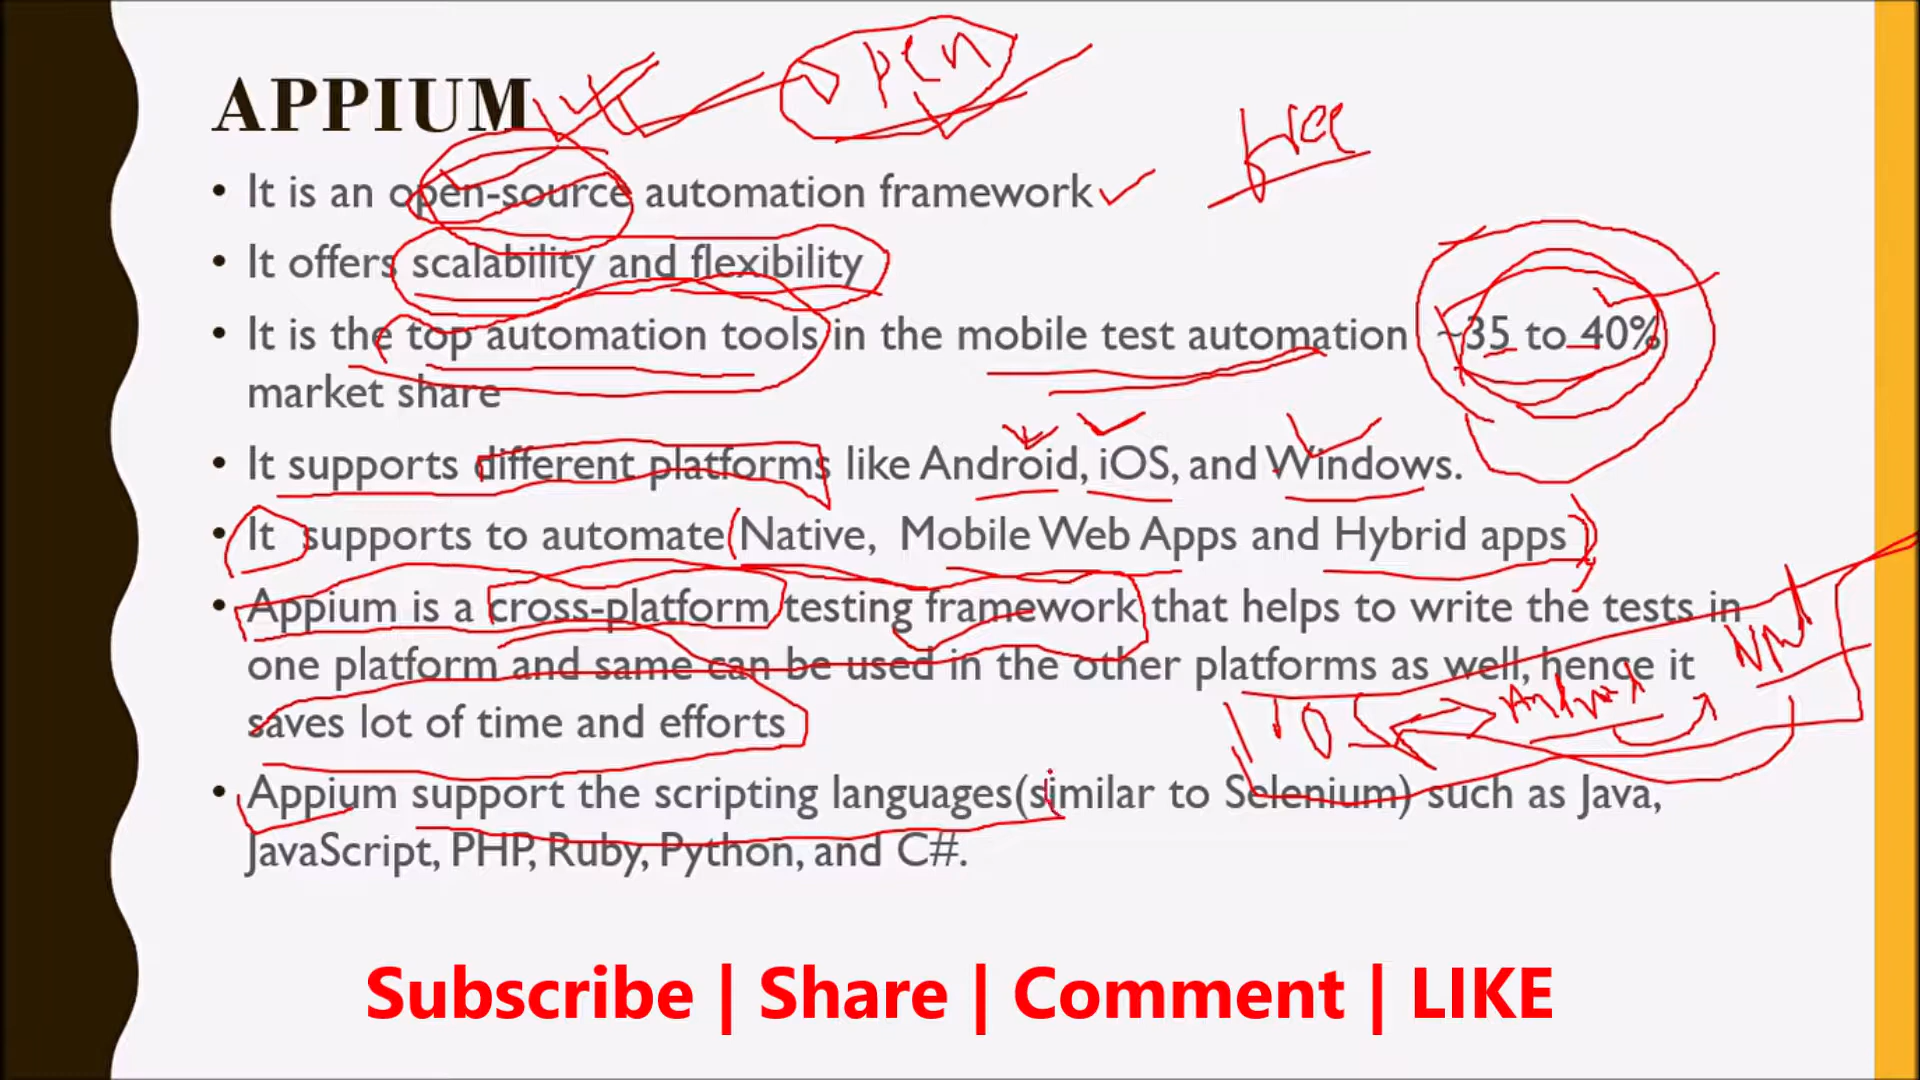 open
free
APPIUM
• It is an open-source automation framework
• It offers scalability and flexibility
• It is the top automation tools in the mobile test automation ~35 to 40%
market share
• It supports different platforms like Android, iOS, and Windows.
• It supports to automate Native, Mobile Web Apps and Hybrid apps
• Appium is a cross-platform testing framework that helps to write the tests in
one platform and same can be used in the other platforms as well, hence it
saves lot of time and efforts
IOS Android
• Appium support the scripting languages(similar to Selenium) such as Java,
JavaScript, PHP, Ruby, Python, and C#.
Subscribe | Share | Comment | LIKE